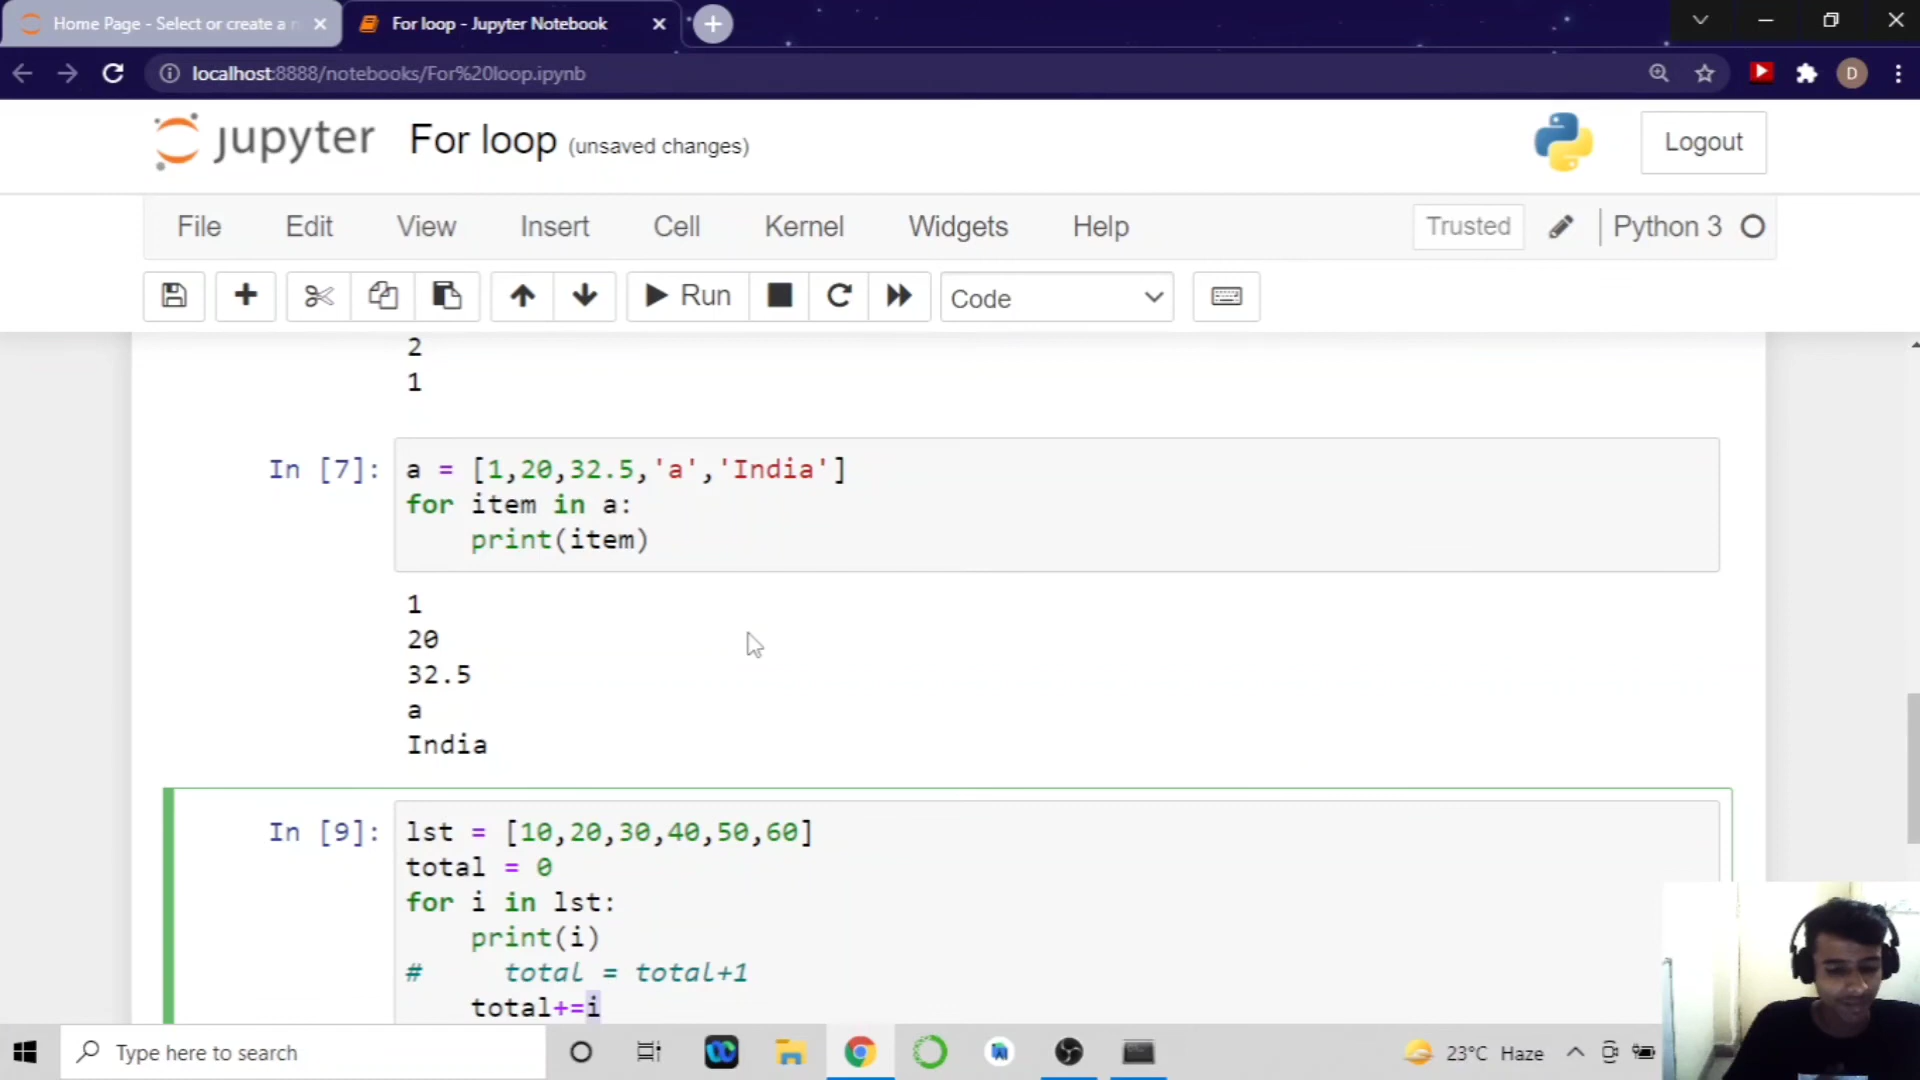 Home Page - Select or create a n
For loop - Jupyter Notebook
localhost:8888/notebooks/For%20loop.ipynb
D
jupyter For loop (unsaved changes)
Logout
File Edit View Insert Cell Kernel Widgets Help
Trusted Python 3
Run
Code
2
1
In [7]: a = [1,20,32.5,'a','India']
for item in a:
    print(item)
1
20
32.5
a
India
In [9]: lst = [10,20,30,40,50,60]
total = 0
for i in lst:
    print(i)
#     total = total+1
    total+=i
Type here to search
23°C Haze